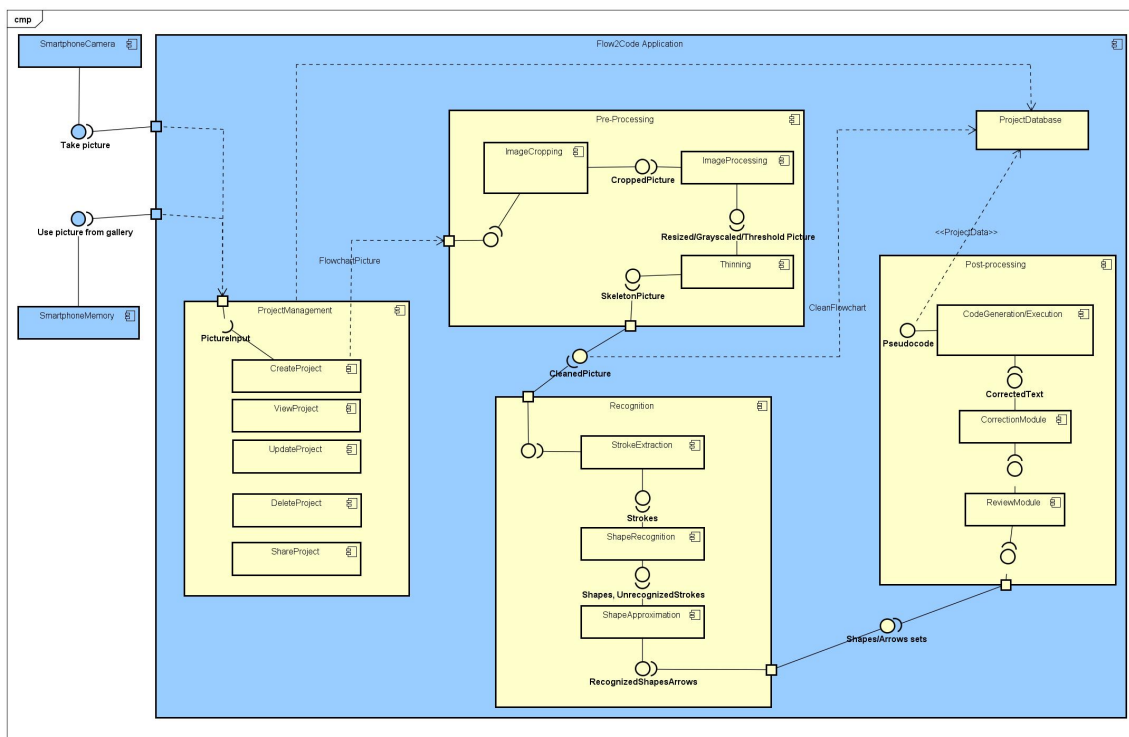 cmp
SmartphoneCamera
Flow2Code Application
Take picture
Use picture from gallery
SmartphoneMemory
ProjectManagement
PictureInput
CreateProject
ViewProject
UpdateProject
DeleteProject
ShareProject
FlowchartPicture
Pre-Processing
ImageCropping
CroppedPicture
ImageProcessing
Resized/Grayscaled/Threshold Picture
Thinning
SkeletonPicture
CleanedPicture
CleanFlowchart
ProjectDatabase
<<ProjectData>>
Recognition
StrokeExtraction
Strokes
ShapeRecognition
Shapes, UnrecognizedStrokes
ShapeApproximation
RecognizedShapesArrows
Post-processing
CodeGeneration/Execution
Pseudocode
CorrectedText
CorrectionModule
ReviewModule
Shapes/Arrows sets